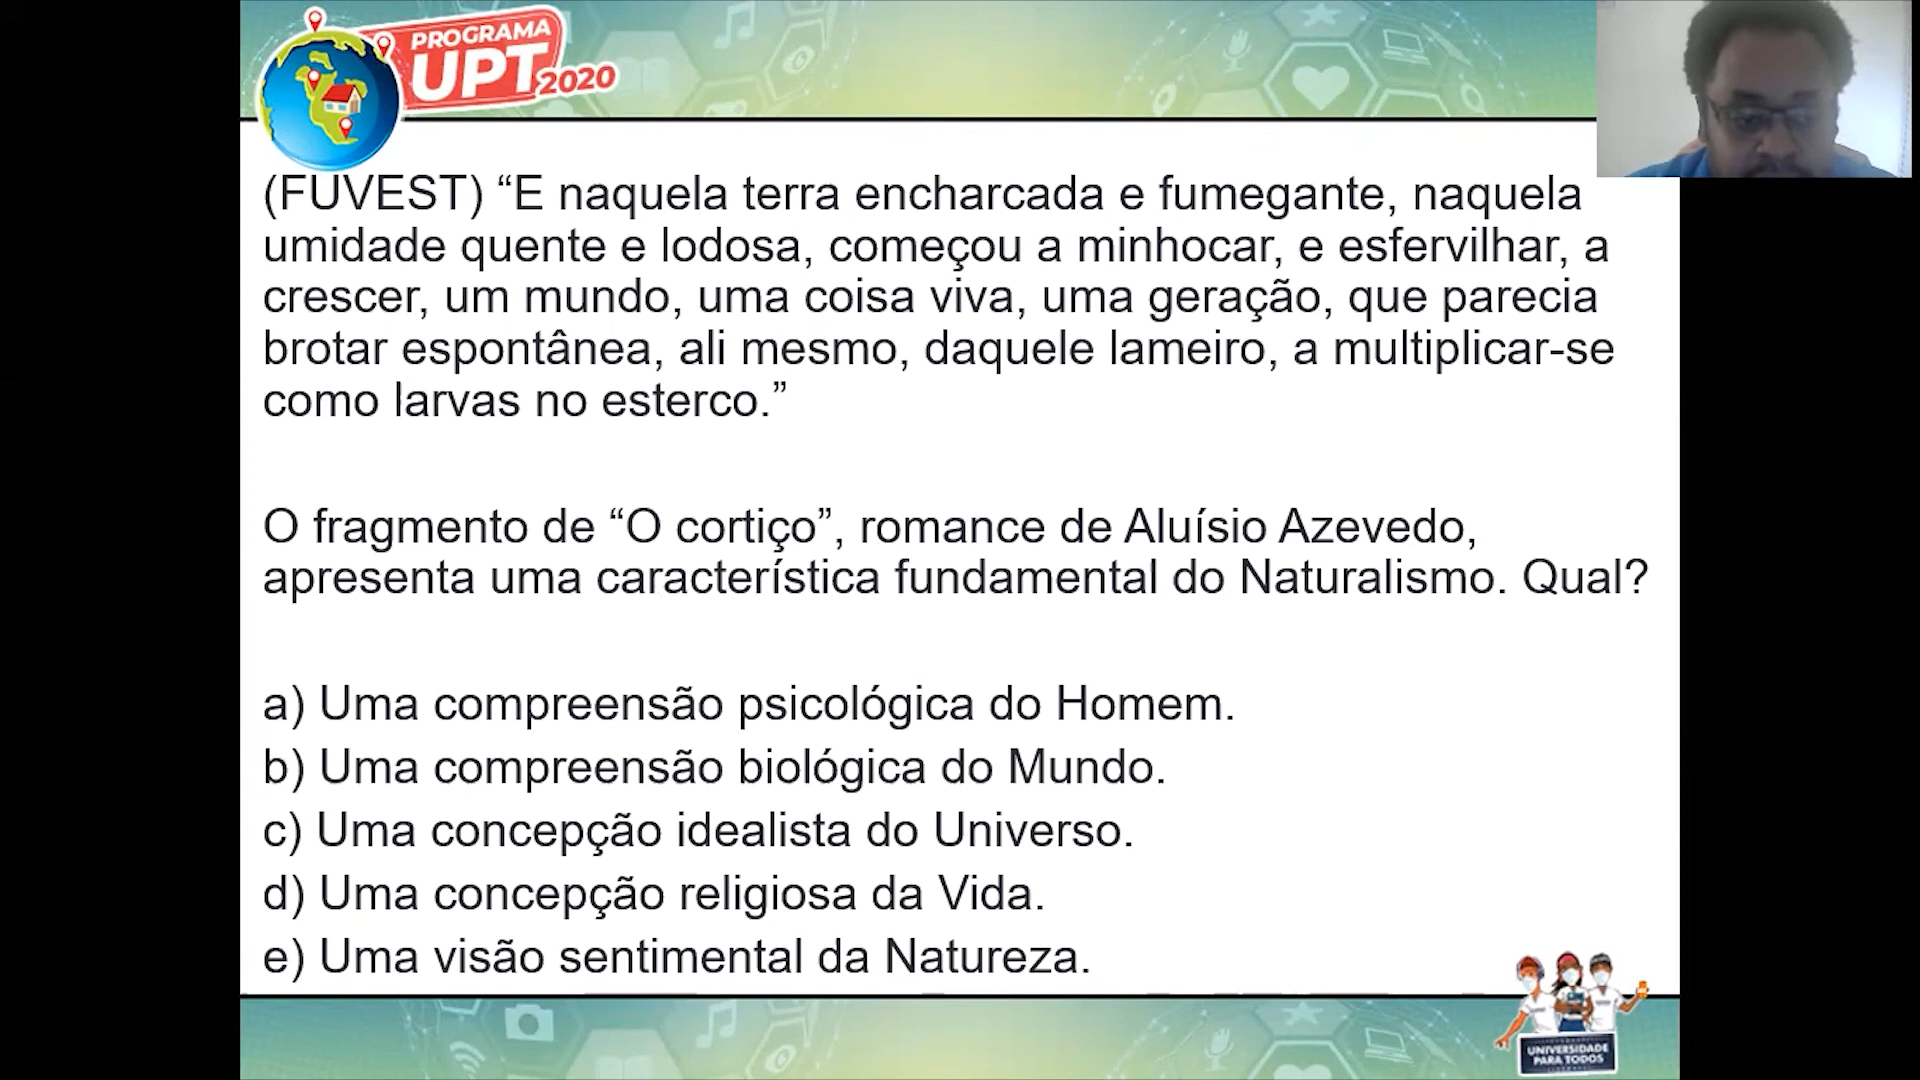 PROGRAMA
UPT 2020
(FUVEST) “E naquela terra encharcada e fumegante, naquela
umidade quente e lodosa, começou a minhocar, e esfervilhar, a
crescer, um mundo, uma coisa viva, uma geração, que parecia
brotar espontânea, ali mesmo, daquele lameiro, a multiplicar-se
como larvas no esterco.”
O fragmento de “O cortiço”, romance de Aluísio Azevedo,
apresenta uma característica fundamental do Naturalismo. Qual?
a) Uma compreensão psicológica do Homem.
b) Uma compreensão biológica do Mundo.
c) Uma concepção idealista do Universo.
d) Uma concepção religiosa da Vida.
e) Uma visão sentimental da Natureza.
UNIVERSIDADE
PARA TODOS